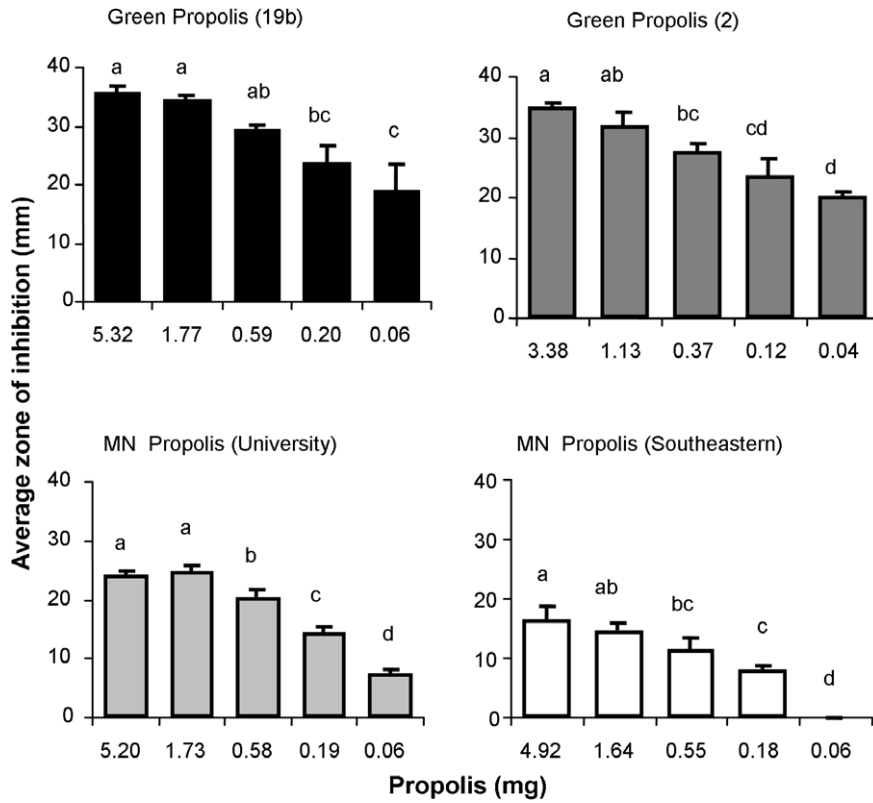 Green Propolis (19b)
Green Propolis (2)
40
30
20
10
0
a
a
ab
bc
c
5.32 1.77 0.59 0.20 0.06
40
30
20
10
0
a
ab
bc
cd
d
3.38 1.13 0.37 0.12 0.04
Average zone of inhibition (mm)
MN Propolis (University)
MN Propolis (Southeastern)
40
30
20
10
0
a
a
b
c
d
5.20 1.73 0.58 0.19 0.06
40
30
20
10
0
a
ab
bc
c
d
4.92 1.64 0.55 0.18 0.06
Propolis (mg)